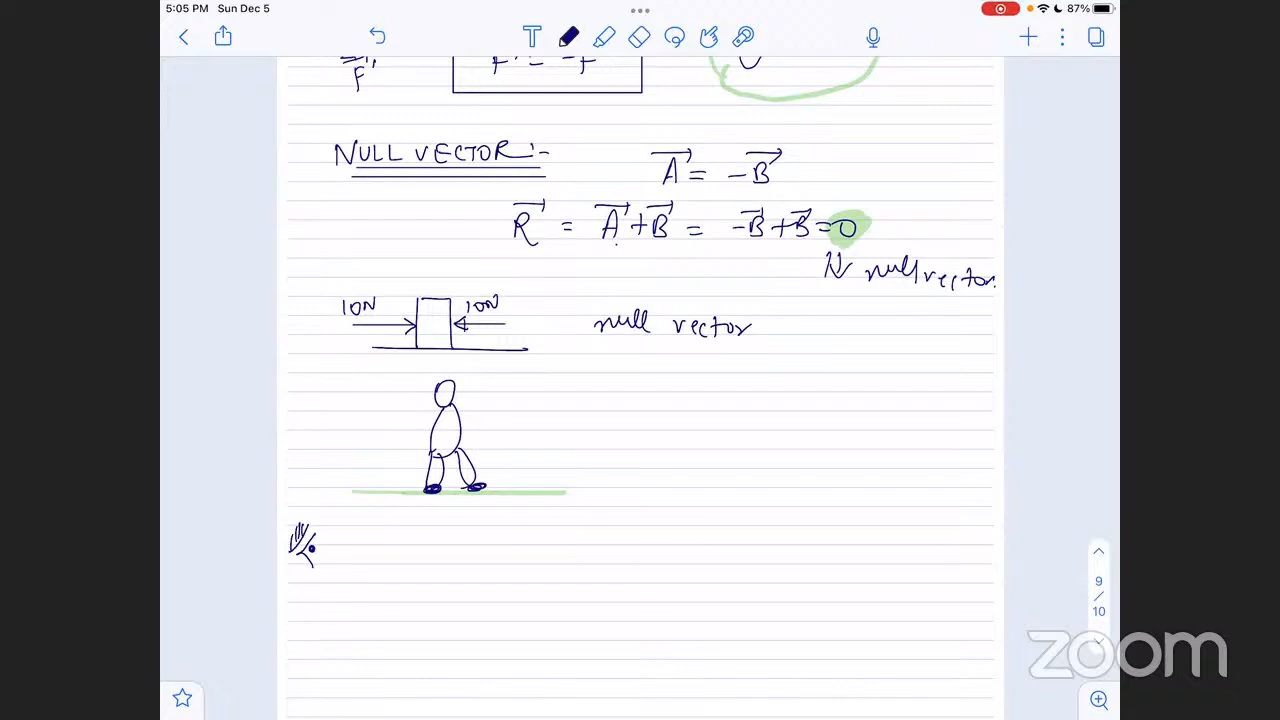 5:05 PM Sun Dec 5
87%
F
NULL VECTOR :-
A = -B
R = A + B = -B + B = 0
null vector.
10N
10N
null vector
9
/
10
zoom